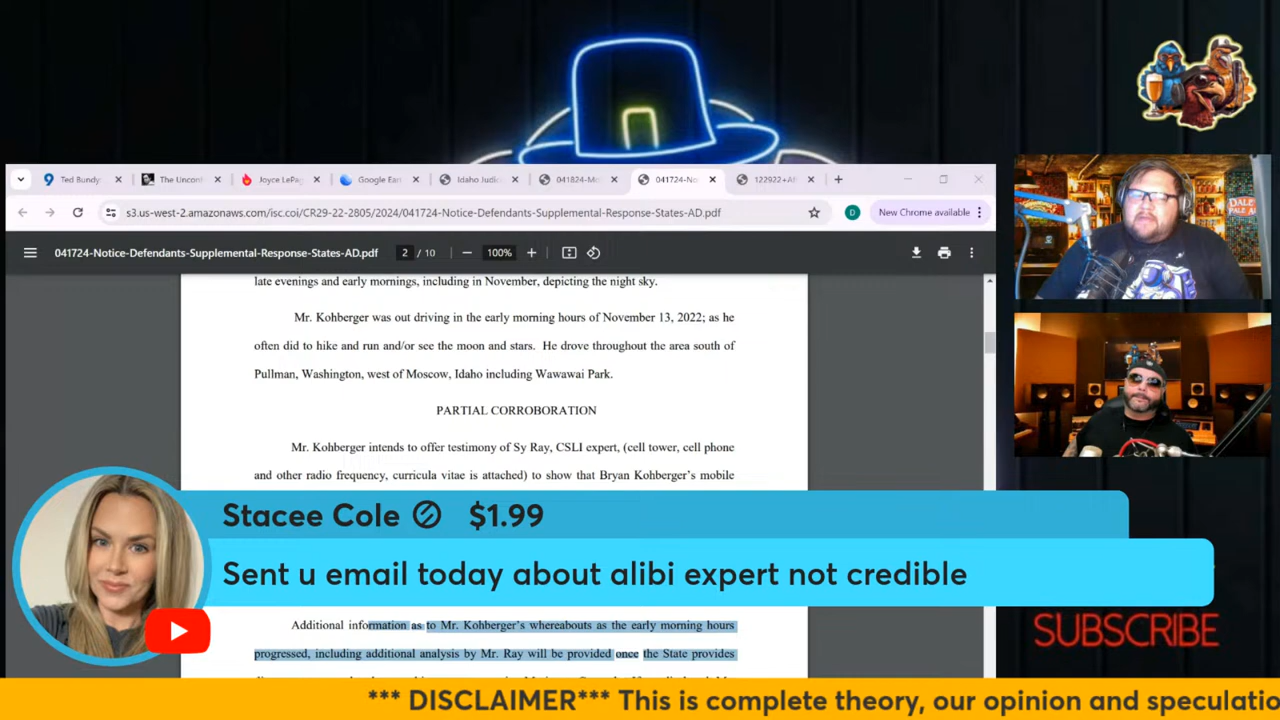 Ted Bundy
The Uncon
Joyce LePa
Google Ear
Idaho Judi
041824-Mo
041724-No
122922+A
s3.us-west-2.amazonaws.com/isc.coi/CR29-22-2805/2024/041724-Notice-Defendants-Supplemental-Response-States-AD.pdf
D
New Chrome available
041724-Notice-Defendants-Supplemental-Response-States-AD.pdf
2 / 10
100%
late evenings and early mornings, including in November, depicting the night sky.
Mr. Kohberger was out driving in the early morning hours of November 13, 2022; as he
often did to hike and run and/or see the moon and stars. He drove throughout the area south of
Pullman, Washington, west of Moscow, Idaho including Wawawai Park.
PARTIAL CORROBORATION
Mr. Kohberger intends to offer testimony of Sy Ray, CSLI expert, (cell tower, cell phone
and other radio frequency, curricula vitae is attached) to show that Bryan Kohberger's mobile
Stacee Cole $1.99
Sent u email today about alibi expert not credible
Additional information as to Mr. Kohberger's whereabouts as the early morning hours
progressed, including additional analysis by Mr. Ray will be provided once the State provides
DALE'S
PALE A
SUBSCRIBE
*** DISCLAIMER*** This is complete theory, our opinion and speculatio